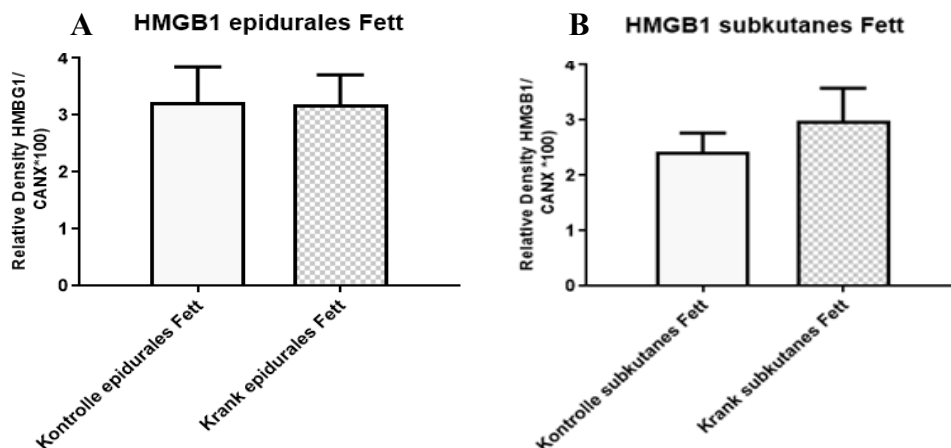 A
HMGB1 epidurales Fett
Relative Density HMBG1/
CANX*100)
4
3
2
1
0
Kontrolle epidurales Fett
Krank epidurales Fett
B
HMGB1 subkutanes Fett
Relative Density HMGB1/
CANX *100)
4
3
2
1
0
Kontrolle subkutanes Fett
Krank subkutanes Fett